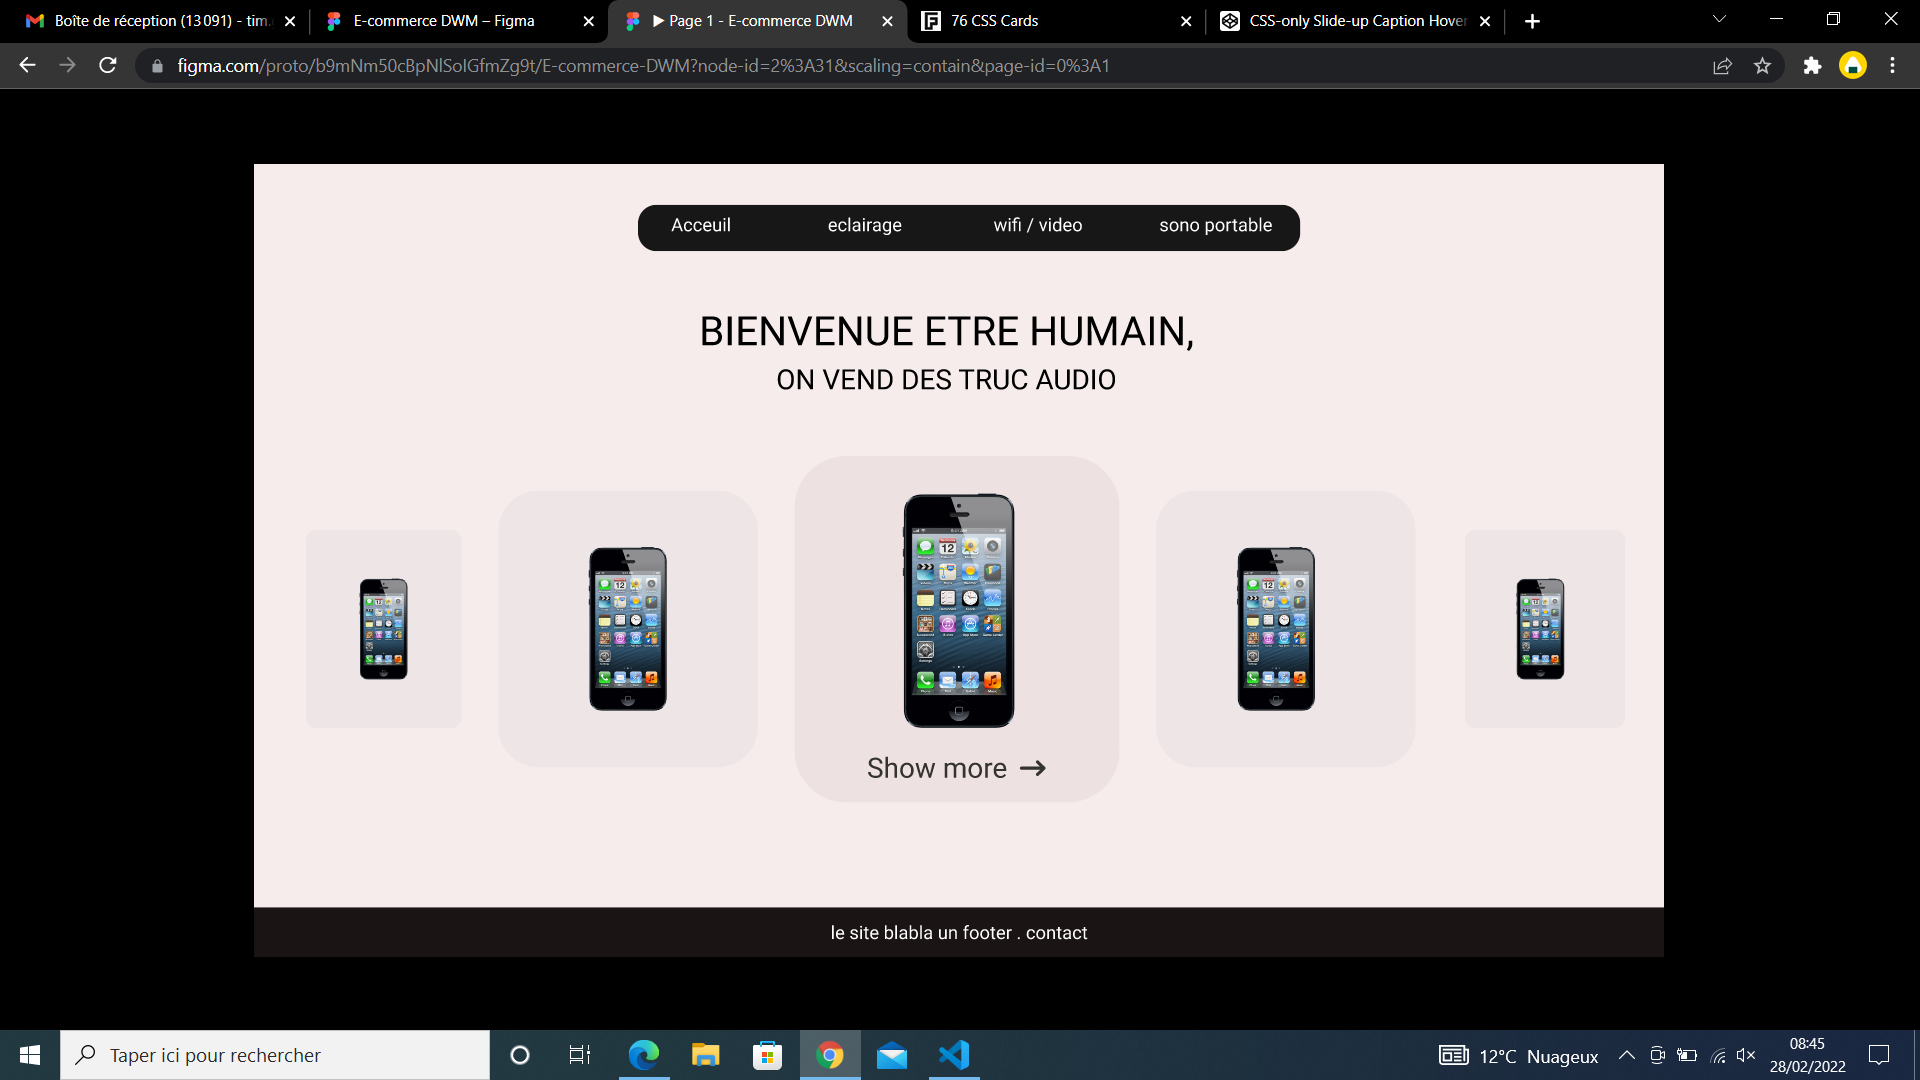 Boîte de réception (13 091) - tim.
E-commerce DWM – Figma
▶ Page 1 - E-commerce DWM
76 CSS Cards
CSS-only Slide-up Caption Hover
figma.com/proto/b9mNm50cBpNlSoIGfmZg9t/E-commerce-DWM?node-id=2%3A31&scaling=contain&page-id=0%3A1
Acceuil eclairage wifi / video sono portable
BIENVENUE ETRE HUMAIN,
ON VEND DES TRUC AUDIO
Show more →
le site blabla un footer . contact
Taper ici pour rechercher
12°C Nuageux
08:45
28/02/2022